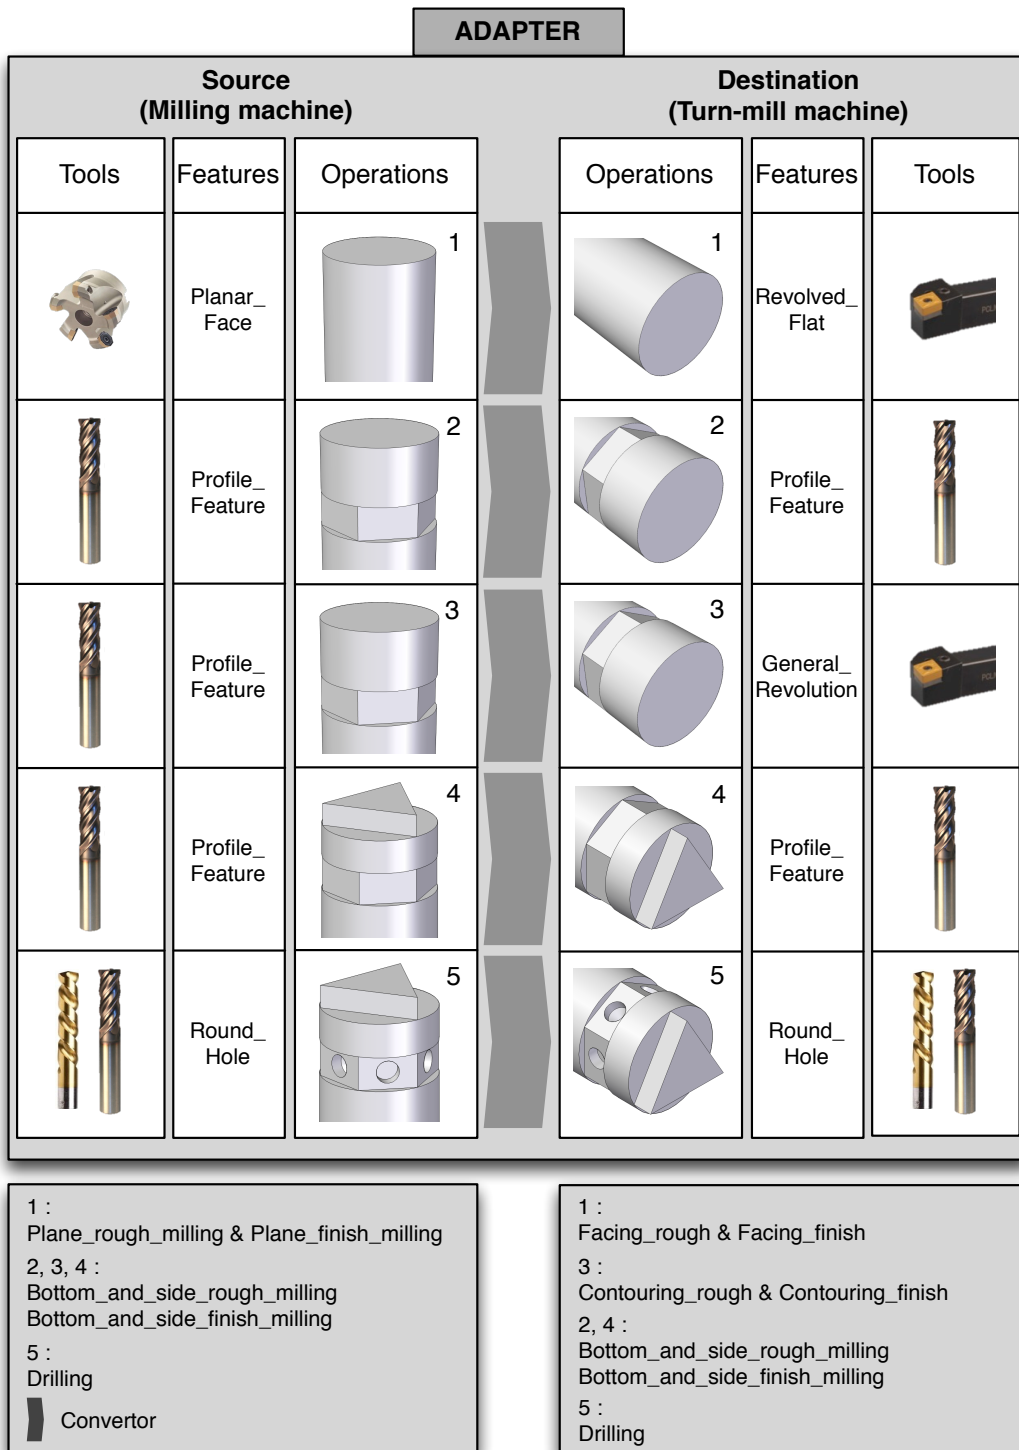 ADAPTER
Source
(Milling machine)
Destination
(Turn-mill machine)
Tools
Features
Operations
Operations
Features
Tools
1
Planar_
Face
1
Revolved_
Flat
2
Profile_
Feature
2
Profile_
Feature
3
Profile_
Feature
3
General_
Revolution
4
Profile_
Feature
4
Profile_
Feature
5
Round_
Hole
5
Round_
Hole
1 :
Plane_rough_milling & Plane_finish_milling
2, 3, 4 :
Bottom_and_side_rough_milling
Bottom_and_side_finish_milling
5 :
Drilling
Convertor
1 :
Facing_rough & Facing_finish
3 :
Contouring_rough & Contouring_finish
2, 4 :
Bottom_and_side_rough_milling
Bottom_and_side_finish_milling
5 :
Drilling